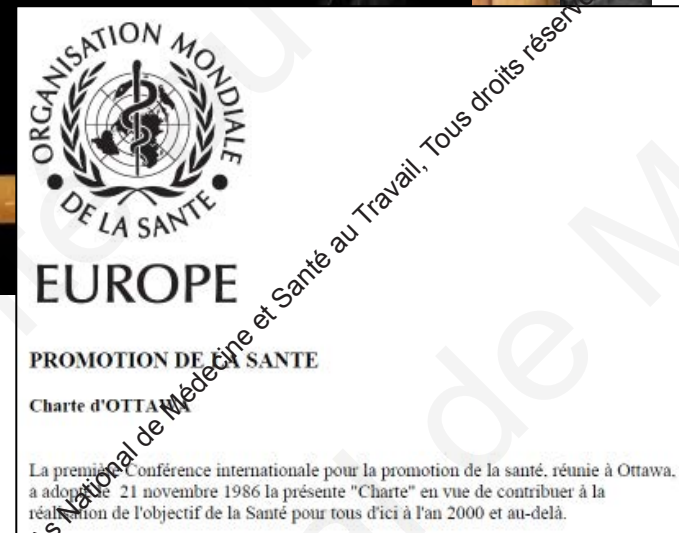 ORGANISATION MONDIALE
DE LA SANTE
EUROPE
PROMOTION DE LA SANTE
Charte d'OTTAWA
La première Conférence internationale pour la promotion de la santé, réunie à Ottawa,
a adopté le 21 novembre 1986 la présente "Charte" en vue de contribuer à la
réalisation de l'objectif de la Santé pour tous d'ici à l'an 2000 et au-delà.
National de Médecine et Santé au Travail, Tous droits